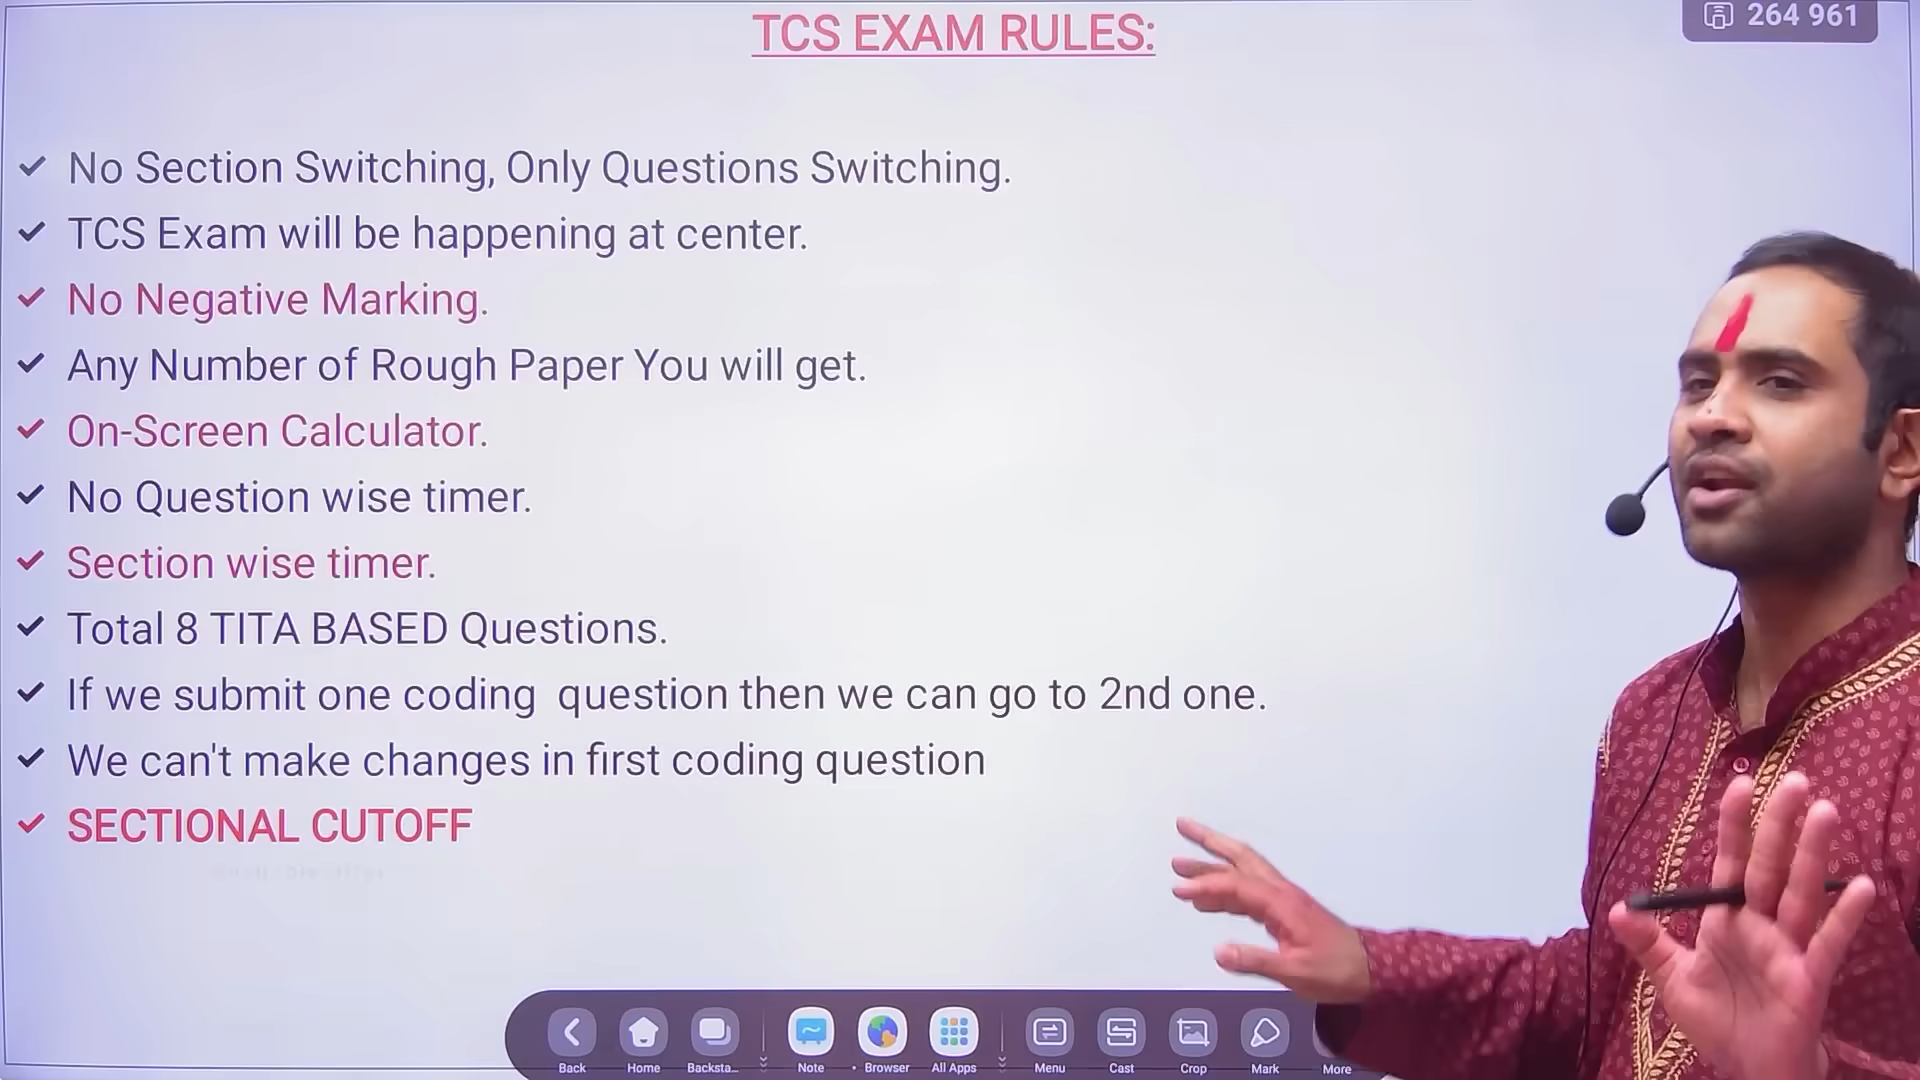 TCS EXAM RULES:
264 961
No Section Switching, Only Questions Switching.
TCS Exam will be happening at center.
No Negative Marking.
Any Number of Rough Paper You will get.
On-Screen Calculator.
No Question wise timer.
Section wise timer.
Total 8 TITA BASED Questions.
If we submit one coding question then we can go to 2nd one.
We can't make changes in first coding question
SECTIONAL CUTOFF
Back Home Backsta... Note Browser All Apps Menu Cast Crop Mark More